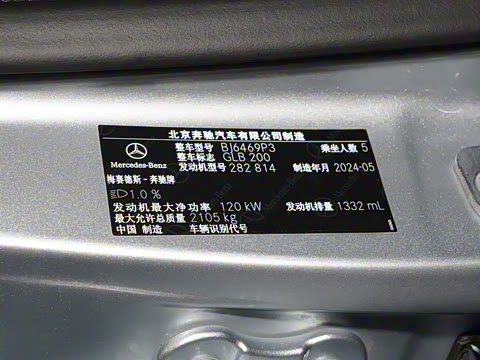 北京奔驰汽车有限公司制造
整车型号 BJ6469P3 乘坐人数 5
整车标志 GLB 200
Mercedes-Benz 发动机型号 282 814 制造年月 2024-05
梅赛德斯-奔驰牌
1.0 %
发动机最大净功率 120 kW 发动机排量 1332 mL
最大允许总质量 2105 kg
中国 制造 车辆识别代号